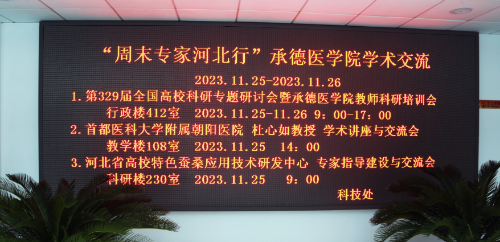 “周末专家河北行”承德医学院学术交流
2023.11.25-2023.11.26
1.第329届全国高校科研专题研讨会暨承德医学院教师科研培训会
行政楼412室 2023.11.25-11.26 9:00-17:00
2.首都医科大学附属朝阳医院 杜心如教授 学术讲座与交流会
教学楼108室 2023.11.25 14:00
3.河北省高校特色蚕桑应用技术研发中心 专家指导建设与交流会
科研楼230室 2023.11.25 9:00
科技处